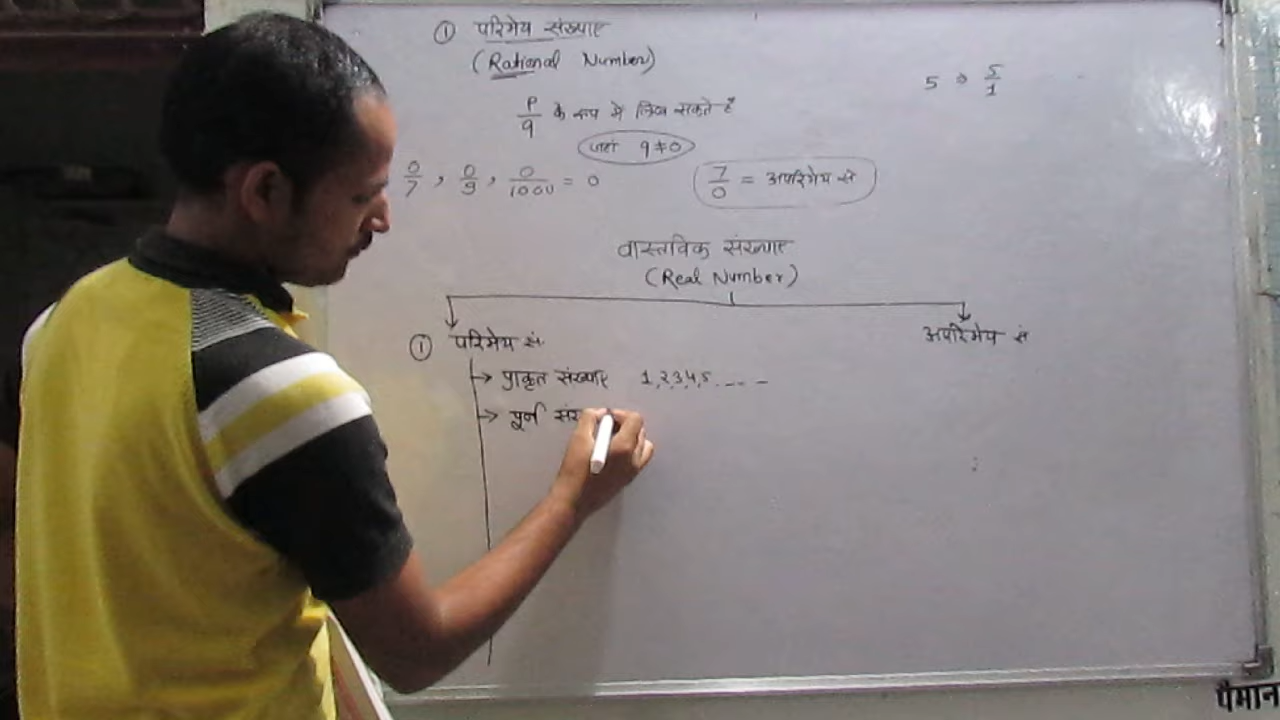 ① परिमेय संख्याए
(Rational Number)
5 ⇒ 5/1
P/q के रूप में लिख सकते हैं
जहां q ≠ 0
0/7 , 0/9 , 0/1000 = 0
7/0 = अपरिमेय सं
वास्तविक संख्याए
(Real Number)
① परिमेय सं.
अपरिमेय सं
→ प्राकृत संख्याए 1,2,3,4,5. ---
→ पूर्ण
पैमान